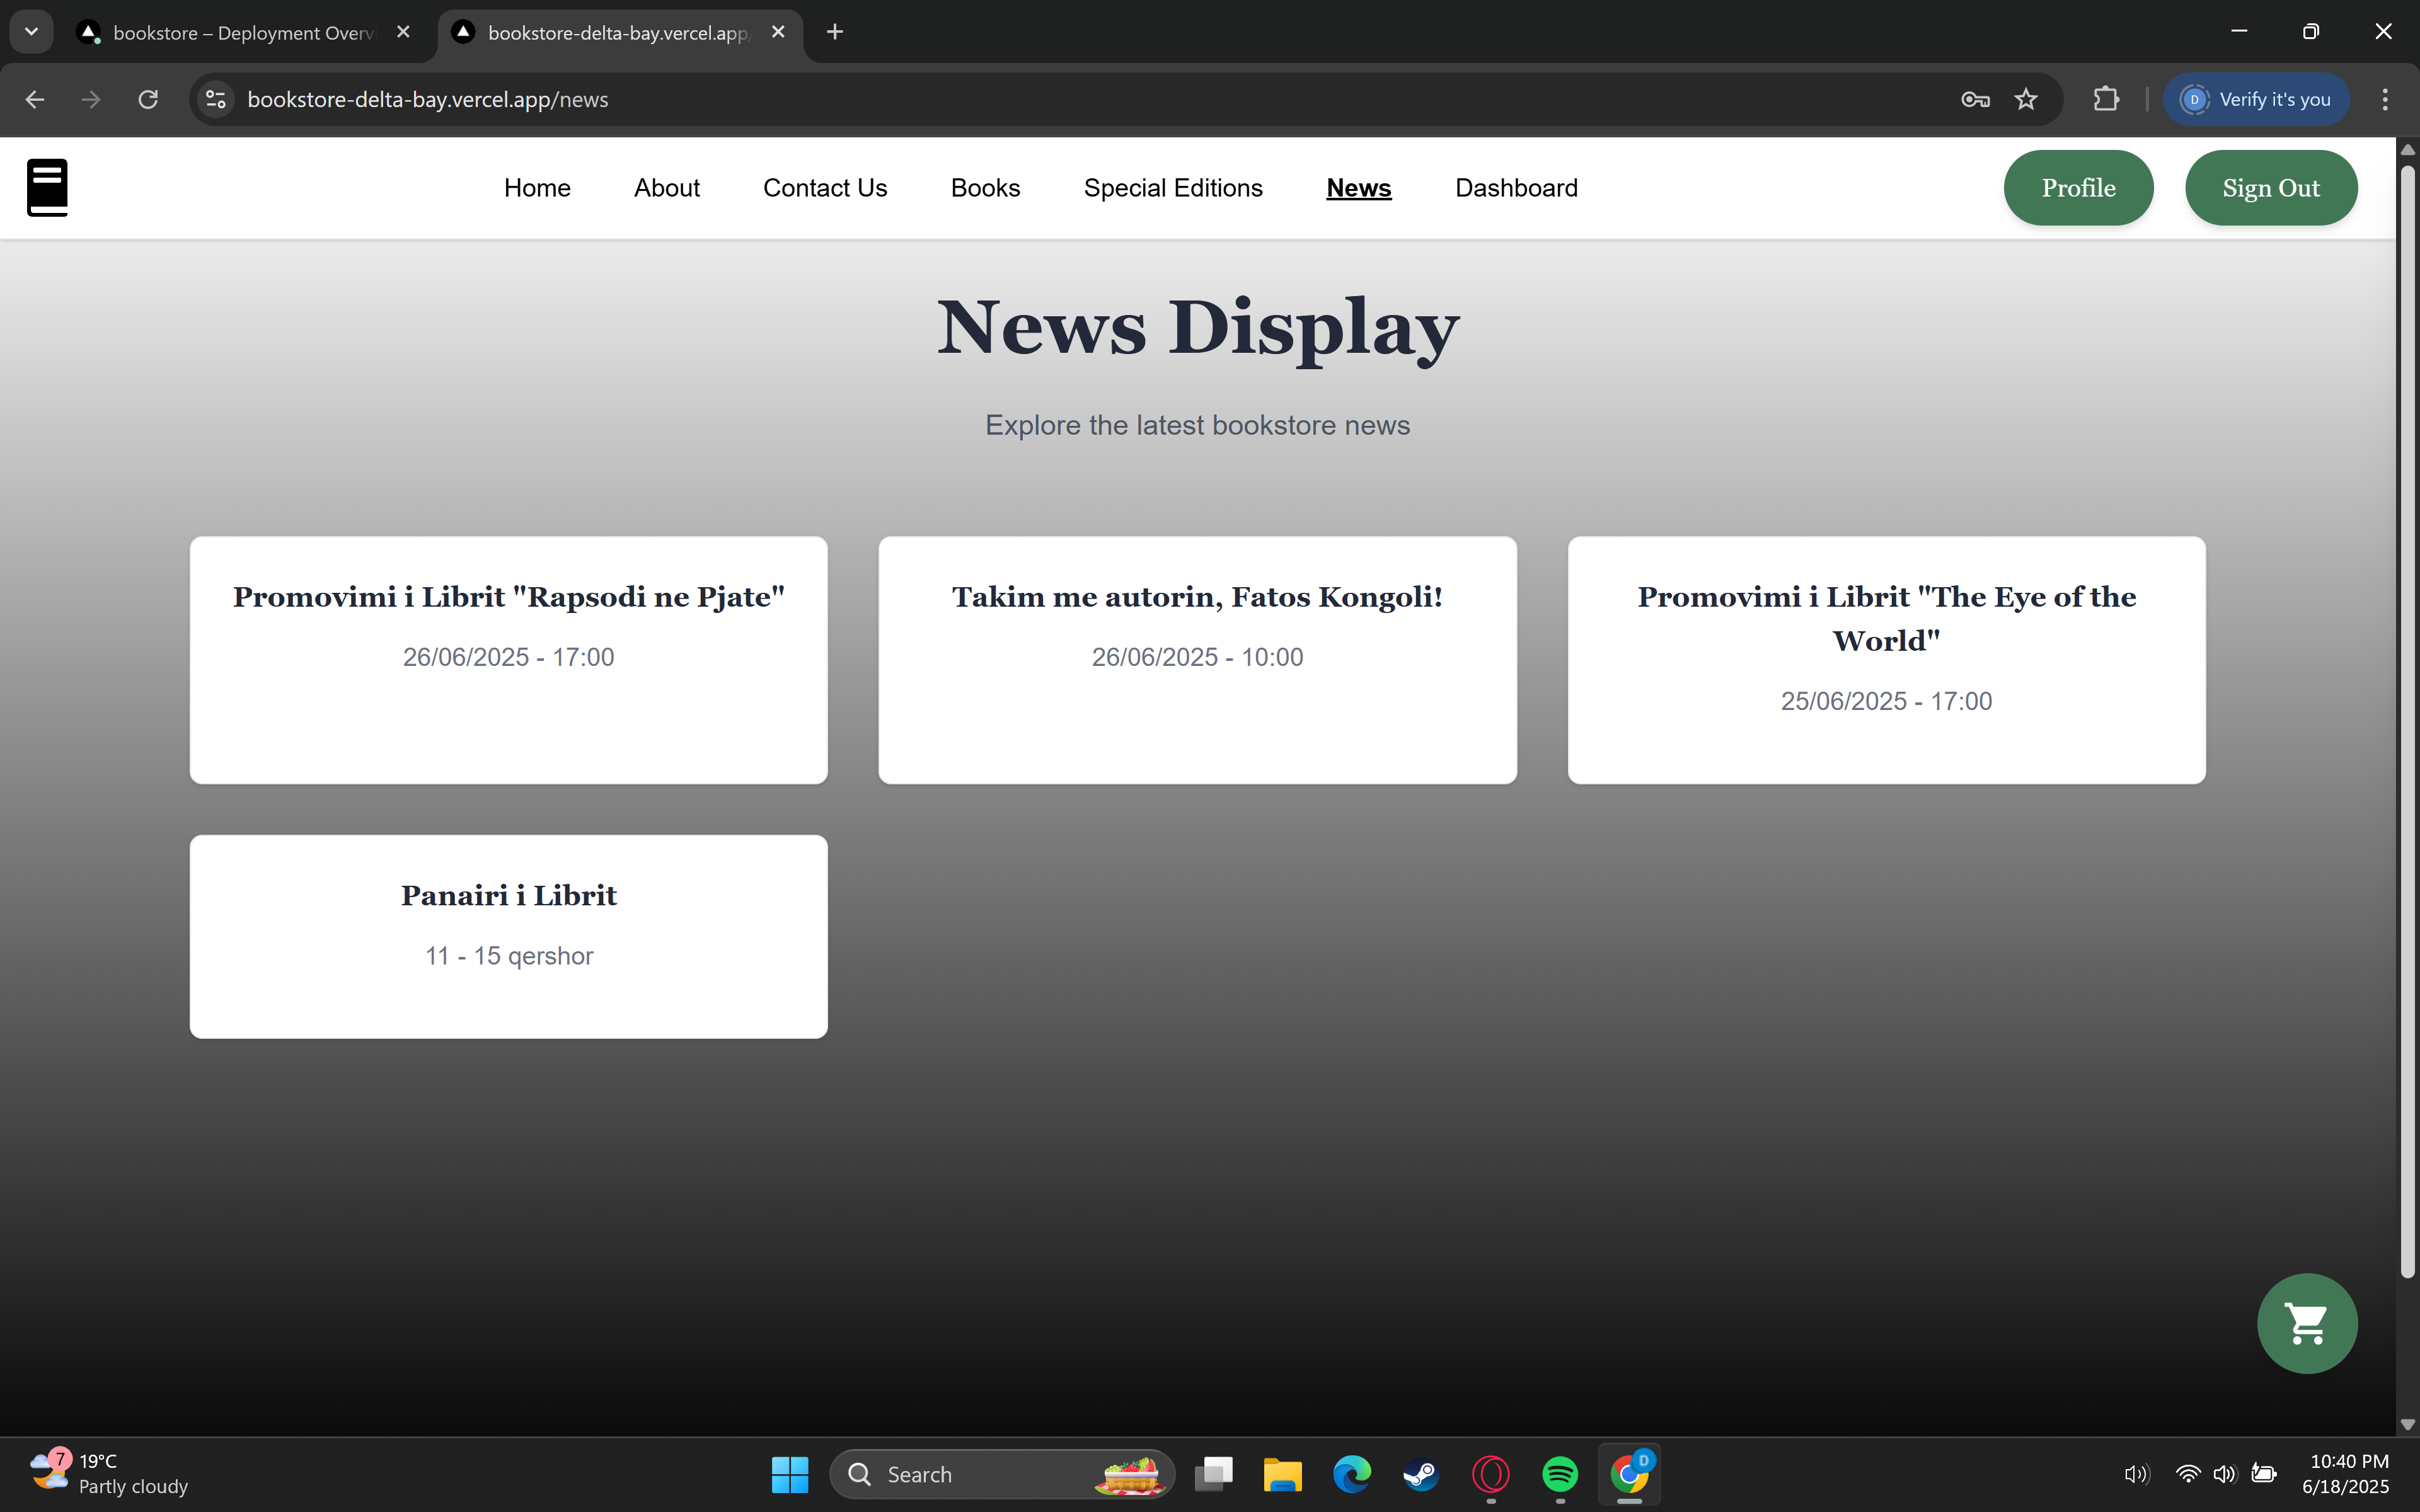 bookstore – Deployment Overvi
bookstore-delta-bay.vercel.app/
bookstore-delta-bay.vercel.app/news
D
Verify it's you
Home
About
Contact Us
Books
Special Editions
News
Dashboard
Profile
Sign Out
News Display
Explore the latest bookstore news
Promovimi i Librit "Rapsodi ne Pjate"
26/06/2025 - 17:00
Takim me autorin, Fatos Kongoli!
26/06/2025 - 10:00
Promovimi i Librit "The Eye of the
World"
25/06/2025 - 17:00
Panairi i Librit
11 - 15 qershor
7
19°C
Partly cloudy
Search
D
10:40 PM
6/18/2025